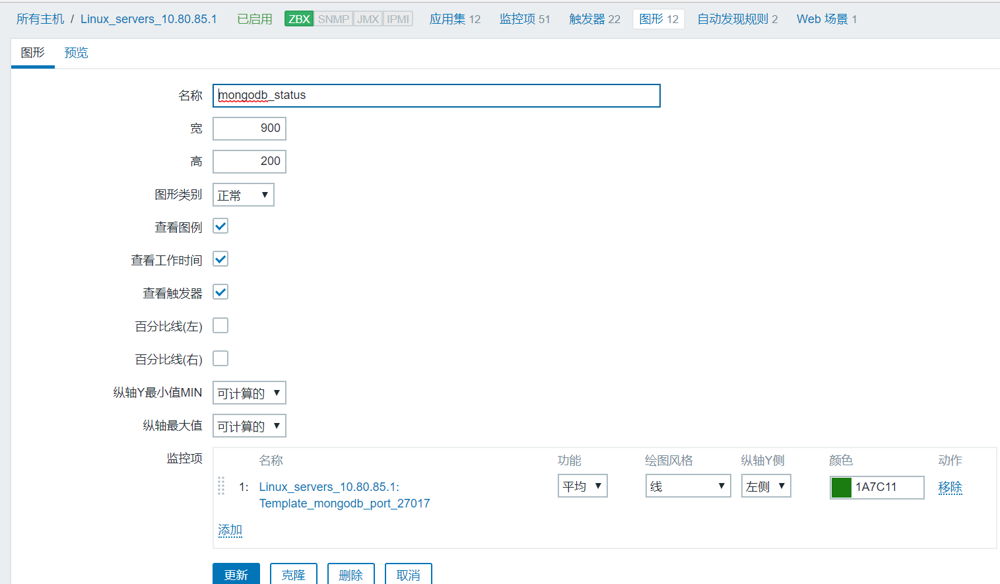 所有主机 / Linux_servers_10.80.85.1 已启用 ZBX SNMP JMX IPMI 应用集 12 监控项 51 触发器 22 图形 12 自动发现规则 2 Web 场景 1
图形 预览
名称 mongodb_status
宽 900
高 200
图形类别 正常
查看图例
查看工作时间
查看触发器
百分比线(左)
百分比线(右)
纵轴Y最小值MIN 可计算的
纵轴最大值 可计算的
监控项 名称 功能 绘图风格 纵轴Y侧 颜色 动作
1: Linux_servers_10.80.85.1: 平均 线 左侧 1A7C11 移除
Template_mongodb_port_27017
添加
更新 克隆 删除 取消